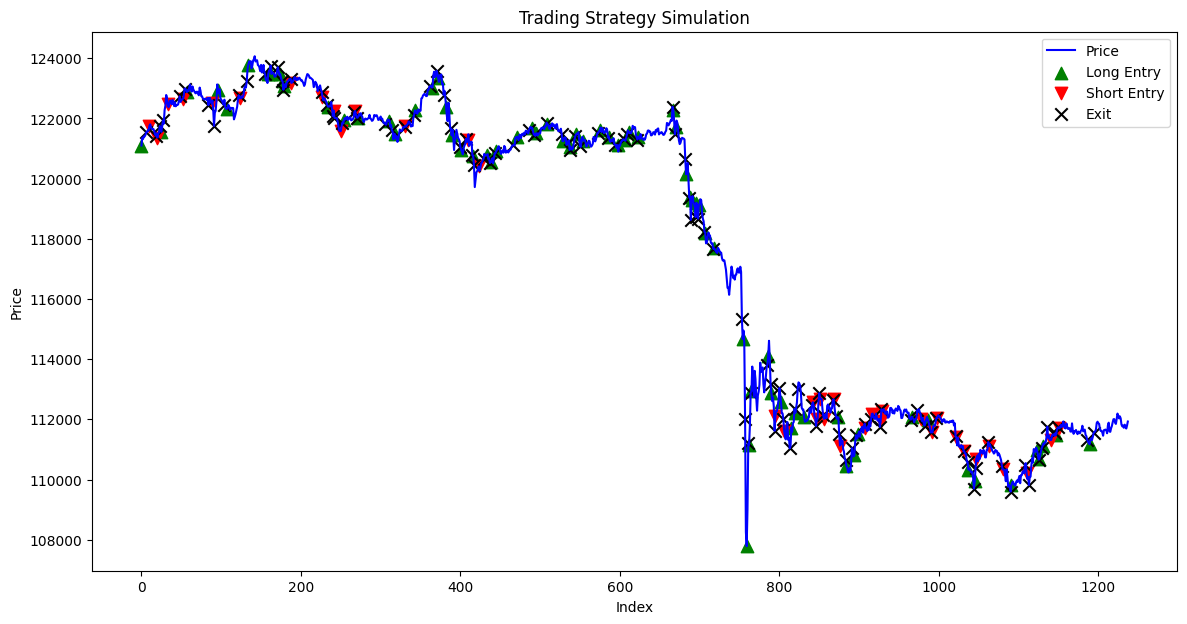 Trading Strategy Simulation
Price
Long Entry
Short Entry
Exit
124000
122000
120000
118000
116000
114000
112000
110000
108000
Price
0
200
400
600
800
1000
1200
Index